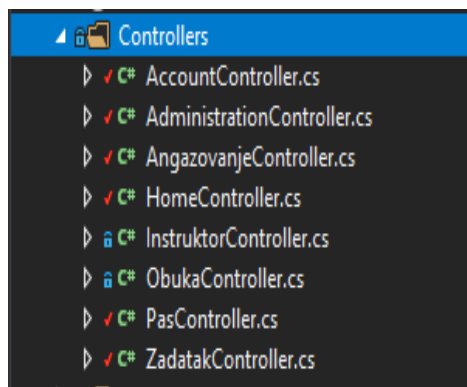 Controllers
C# AccountController.cs
C# AdministrationController.cs
C# AngazovanjeController.cs
C# HomeController.cs
C# InstruktorController.cs
C# ObukaController.cs
C# PasController.cs
C# ZadatakController.cs